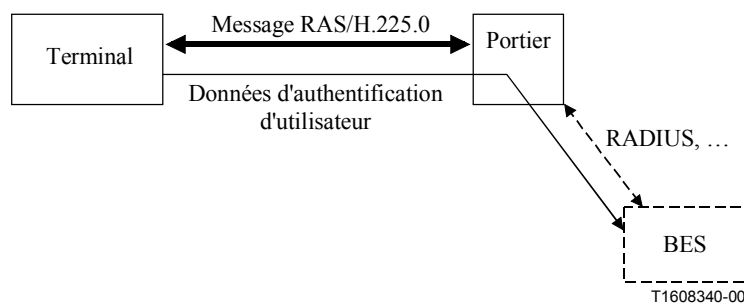 Message RAS/H.225.0
Terminal
Portier
Données d'authentification
d'utilisateur
RADIUS, …
BES
T1608340-00